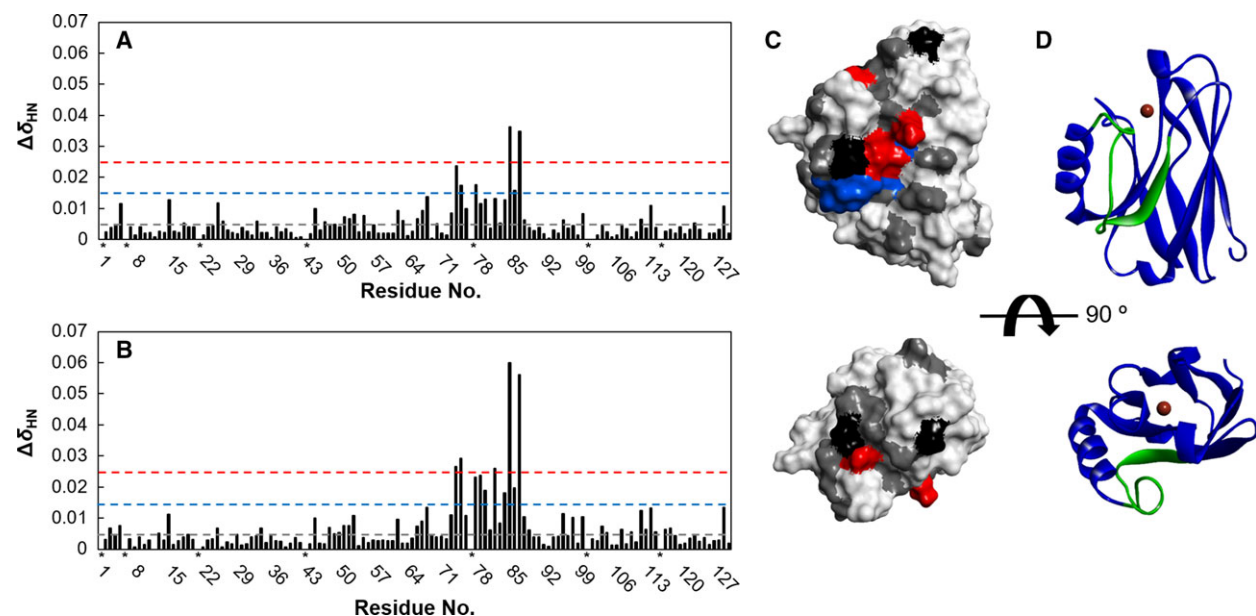 A
0.07
0.06
0.05
0.04
0.03
0.02
0.01
0
ΔδHN
* * * * * * *
1 8 15 22 29 36 43 50 57 64 71 78 85 92 99 106 113 120 127
Residue No.
B
0.07
0.06
0.05
0.04
0.03
0.02
0.01
0
ΔδHN
* * * * * * *
1 8 15 22 29 36 43 50 57 64 71 78 85 92 99 106 113 120 127
Residue No.
C
D
90 º